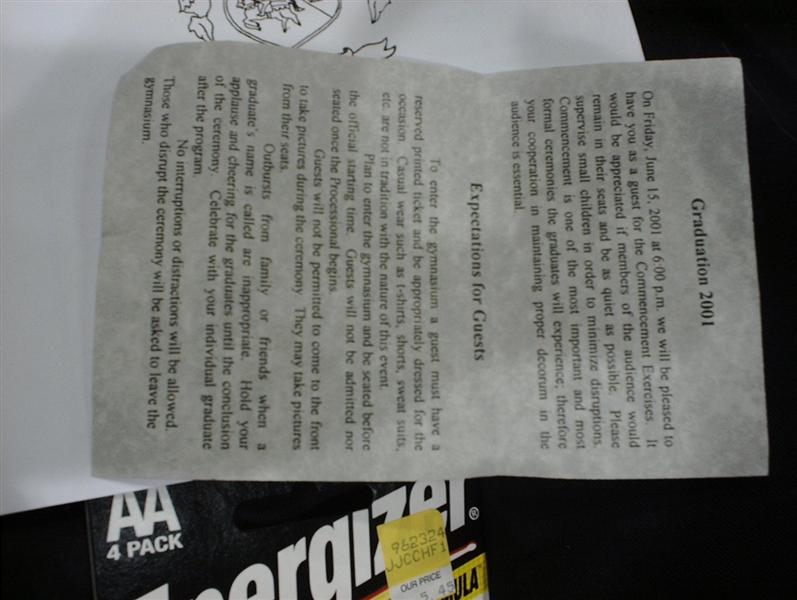 Graduation 2001
On Friday, June 15, 2001 at 6:00 p.m. we will be pleased to
have you as a guest for the Commencement Exercises. It
would be appreciated if members of the audience would
remain in their seats and be as quiet as possible. Please
supervise small children in order to minimize disruptions.
Commencement is one of the most important and most
formal ceremonies the graduates will experience; therefore
your cooperation in maintaining proper decorum in the
audience is essential.
Expectations for Guests
To enter the gymnasium a guest must have a
reserved printed ticket and be appropriately dressed for the
occasion. Casual wear such as t-shirts, shorts, sweat suits,
etc. are not in tradition with the nature of this event.
Plan to enter the gymnasium and be seated before
the official starting time. Guests will not be admitted nor
seated once the Processional begins.
Guests will not be permitted to come to the front
to take pictures during the ceremony. They may take pictures
from their seats.
Outbursts from family or friends when a
graduate's name is called are inappropriate. Hold your
applause and cheering for the graduates until the conclusion
of the ceremony. Celebrate with your individual graduate
after the program.
No interruptions or distractions will be allowed.
Those who disrupt the ceremony will be asked to leave the
gymnasium.
AA
4 PACK
Energizer®
962324
JJCCHF1
OUR PRICE
5.45